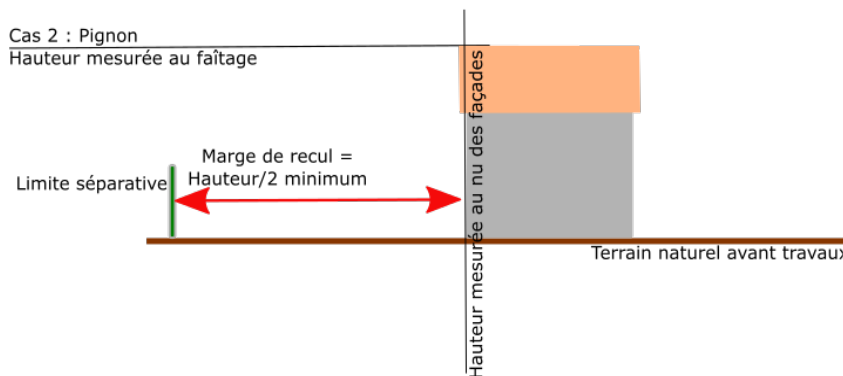 Cas 2 : Pignon
Hauteur mesurée au faîtage
Marge de recul =
Hauteur/2 minimum
Limite séparative
Hauteur mesurée au nu des façades
Terrain naturel avant travaux